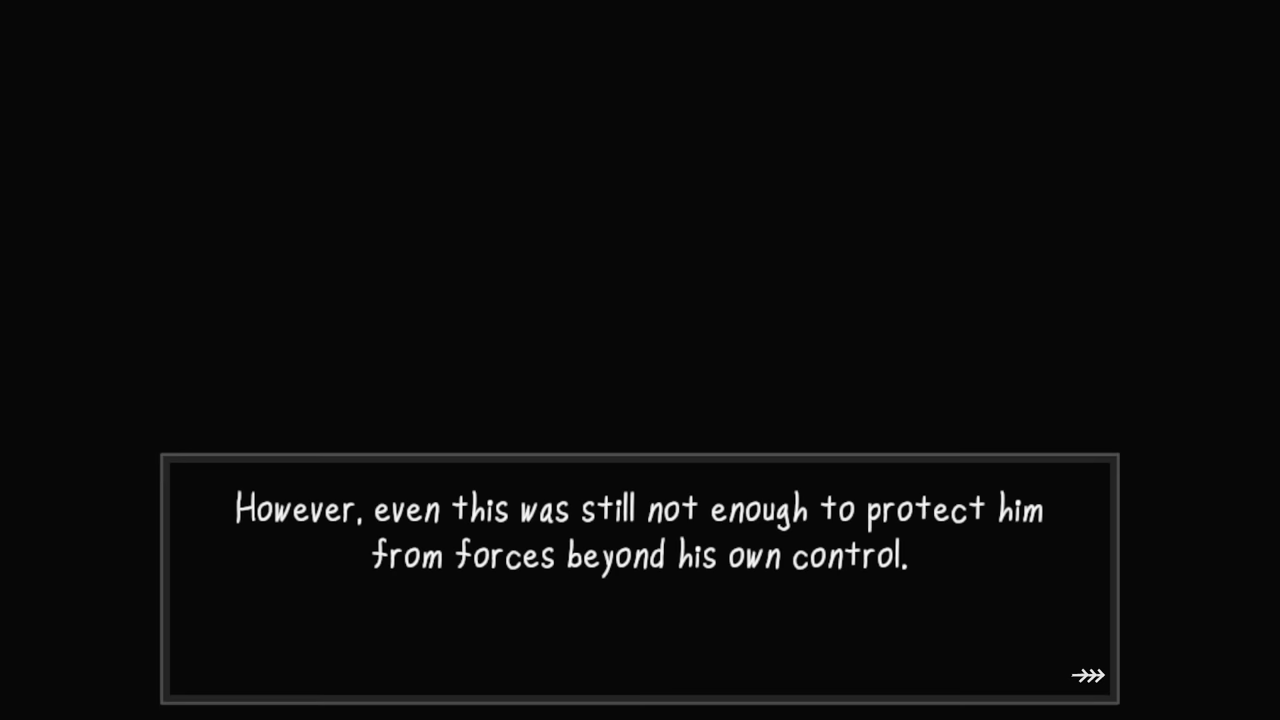 However, even this was still not enough to protect him
from forces beyond his own control.